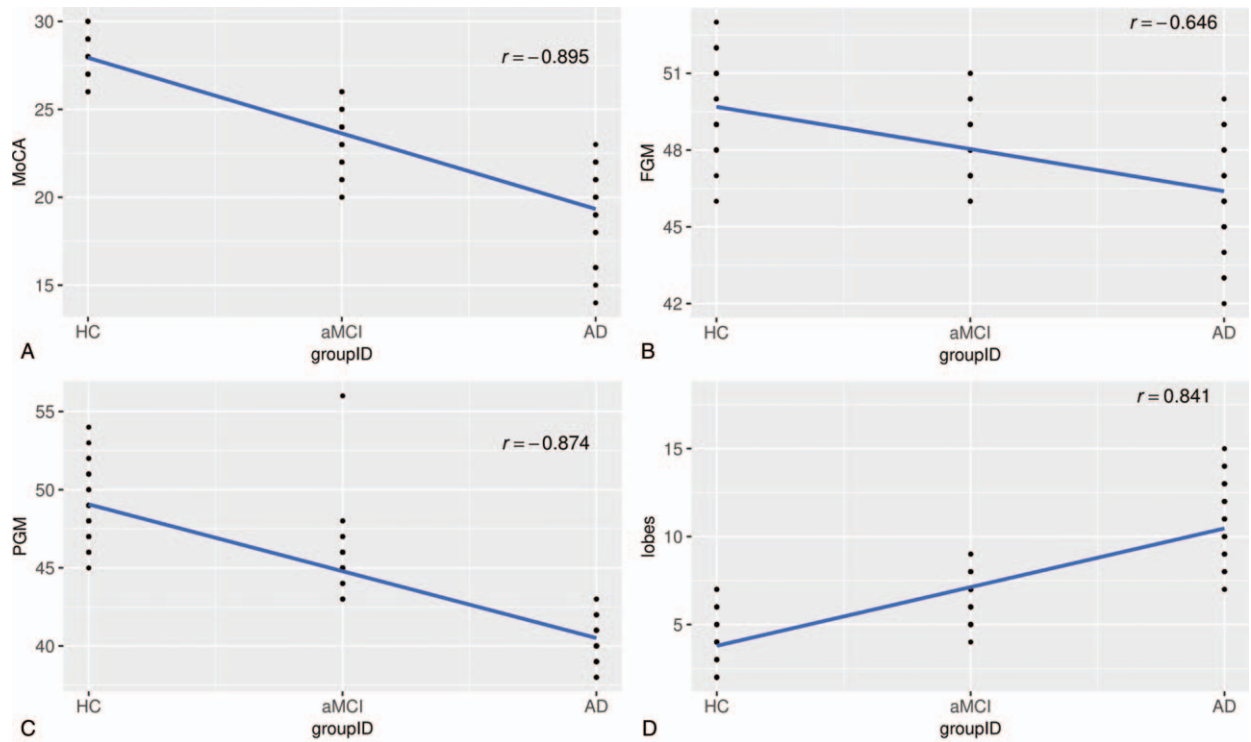 r=−0.895
30
25
20
15
MoCA
HC
aMCI
AD
groupID
A
r=−0.646
51
48
45
42
FGM
HC
aMCI
AD
groupID
B
r=−0.874
55
50
45
40
PGM
HC
aMCI
AD
groupID
C
r=0.841
15
10
5
lobes
HC
aMCI
AD
groupID
D